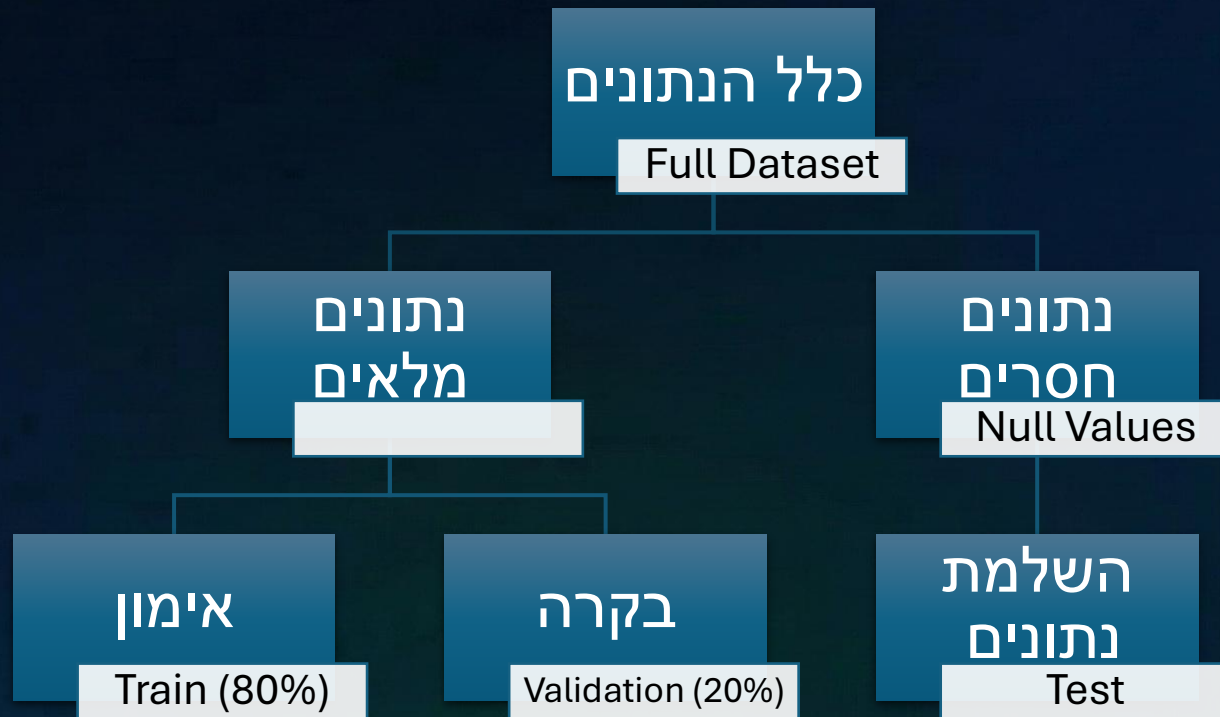 כלל הנתונים
Full Dataset
נתונים
מלאים
נתונים
חסרים
Null Values
אימון
Train (80%)
בקרה
Validation (20%)
השלמת
נתונים
Test